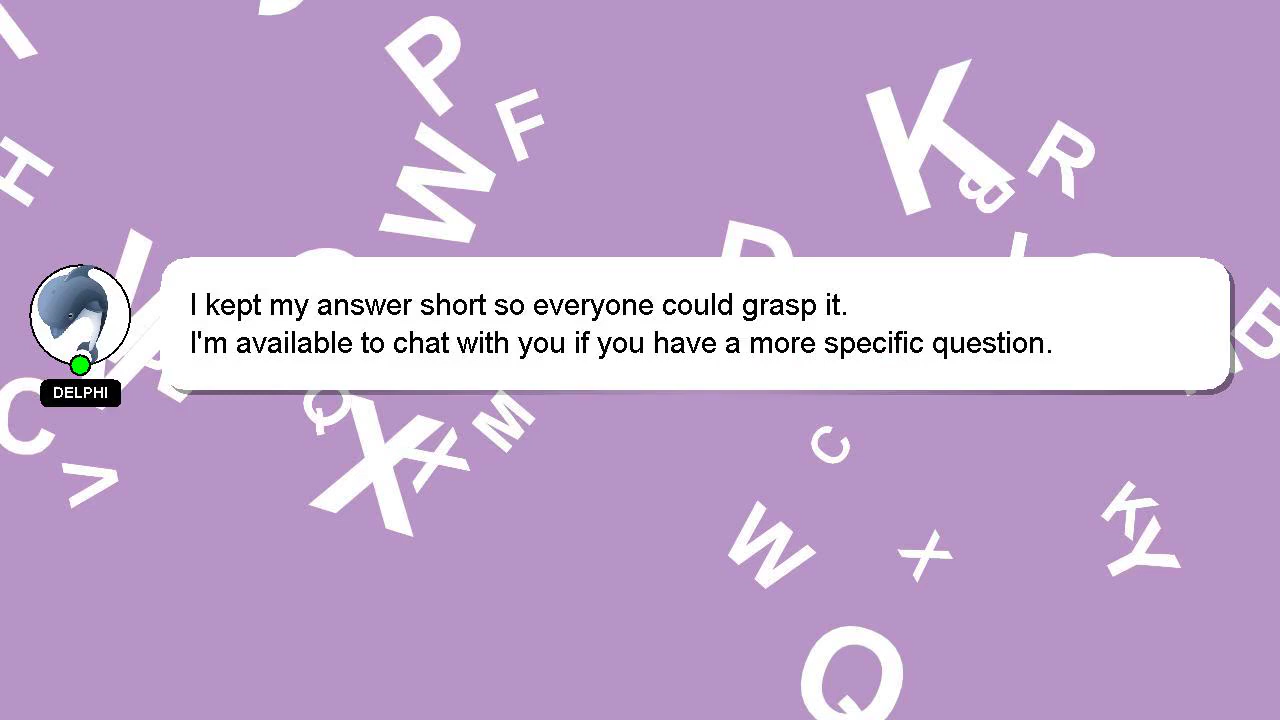 I kept my answer short so everyone could grasp it.
I'm available to chat with you if you have a more specific question.
DELPHI
P
F
W
K
R
B
H
D
B
C
V
Q
X
X
M
C
W
X
K
Y
Q